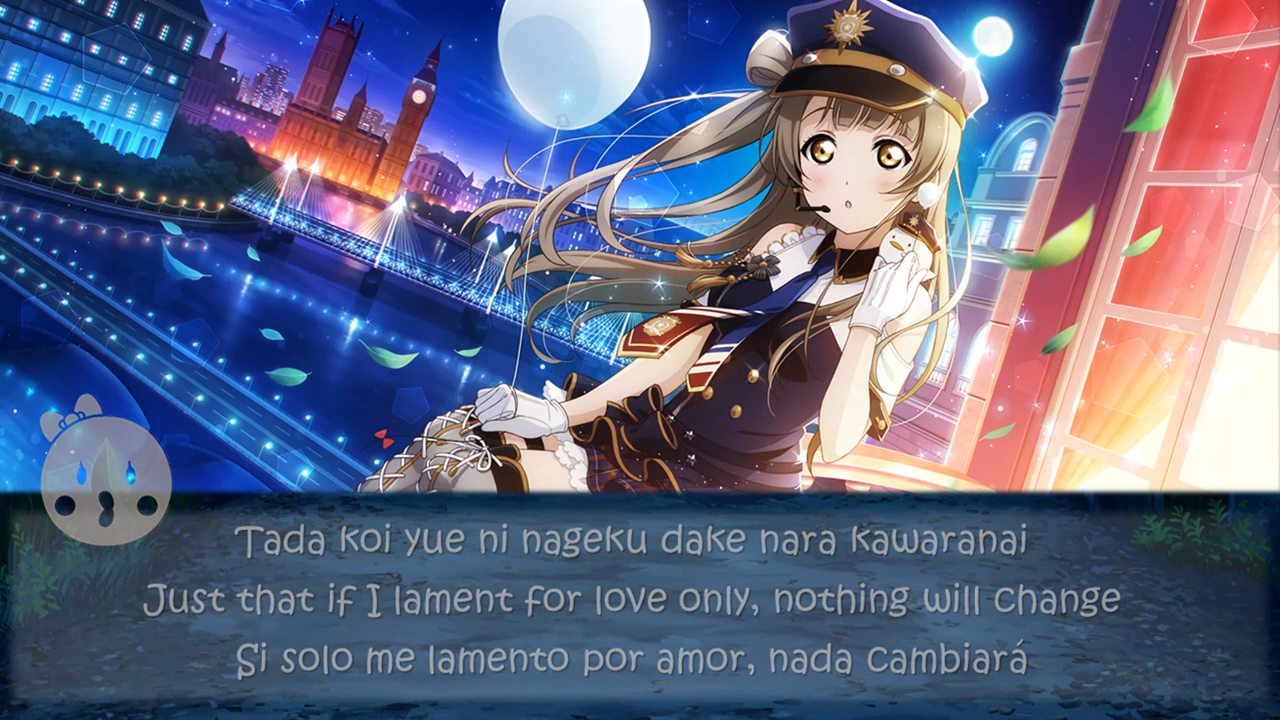 Tada koi yue ni nageku dake nara kawaranai
Just that if I lament for love only, nothing will change
Si solo me lamento por amor, nada cambiará